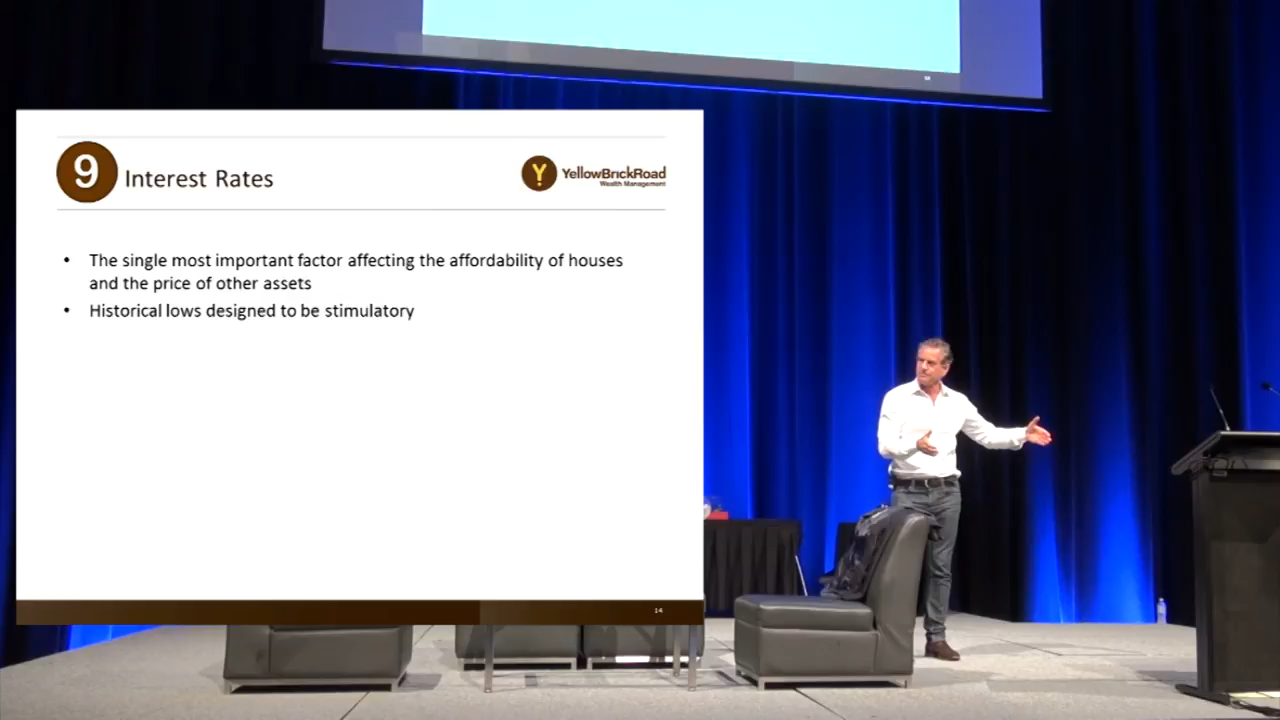 9
Interest Rates
Y
YellowBrickRoad
Wealth Management
• The single most important factor affecting the affordability of houses
and the price of other assets
• Historical lows designed to be stimulatory
14